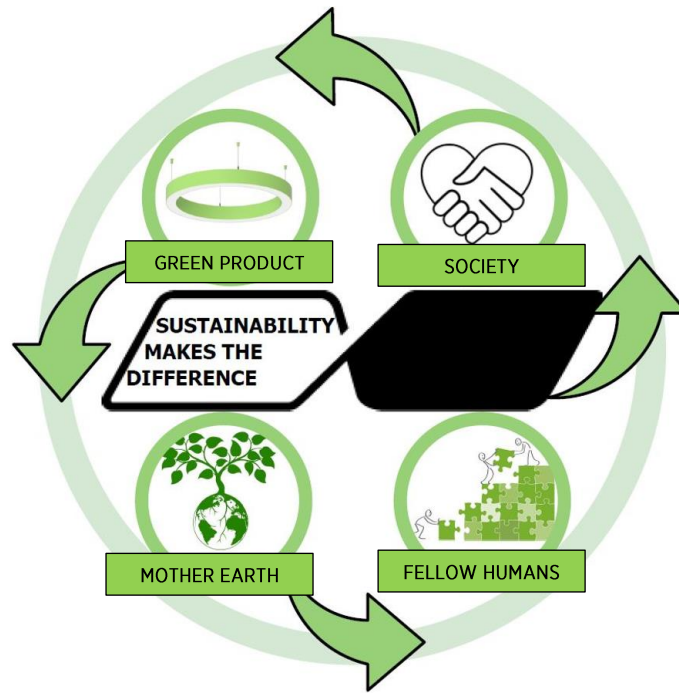 GREEN PRODUCT
SOCIETY
SUSTAINABILITY
MAKES THE
DIFFERENCE
MOTHER EARTH
FELLOW HUMANS